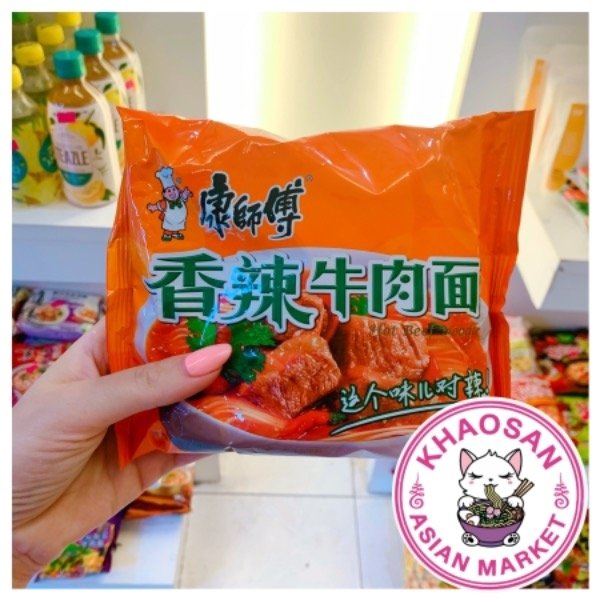 康師傅®
香辣牛肉面
Hot Beef Noodle
这个味儿对辣
KHAOSAN
ASIAN MARKET